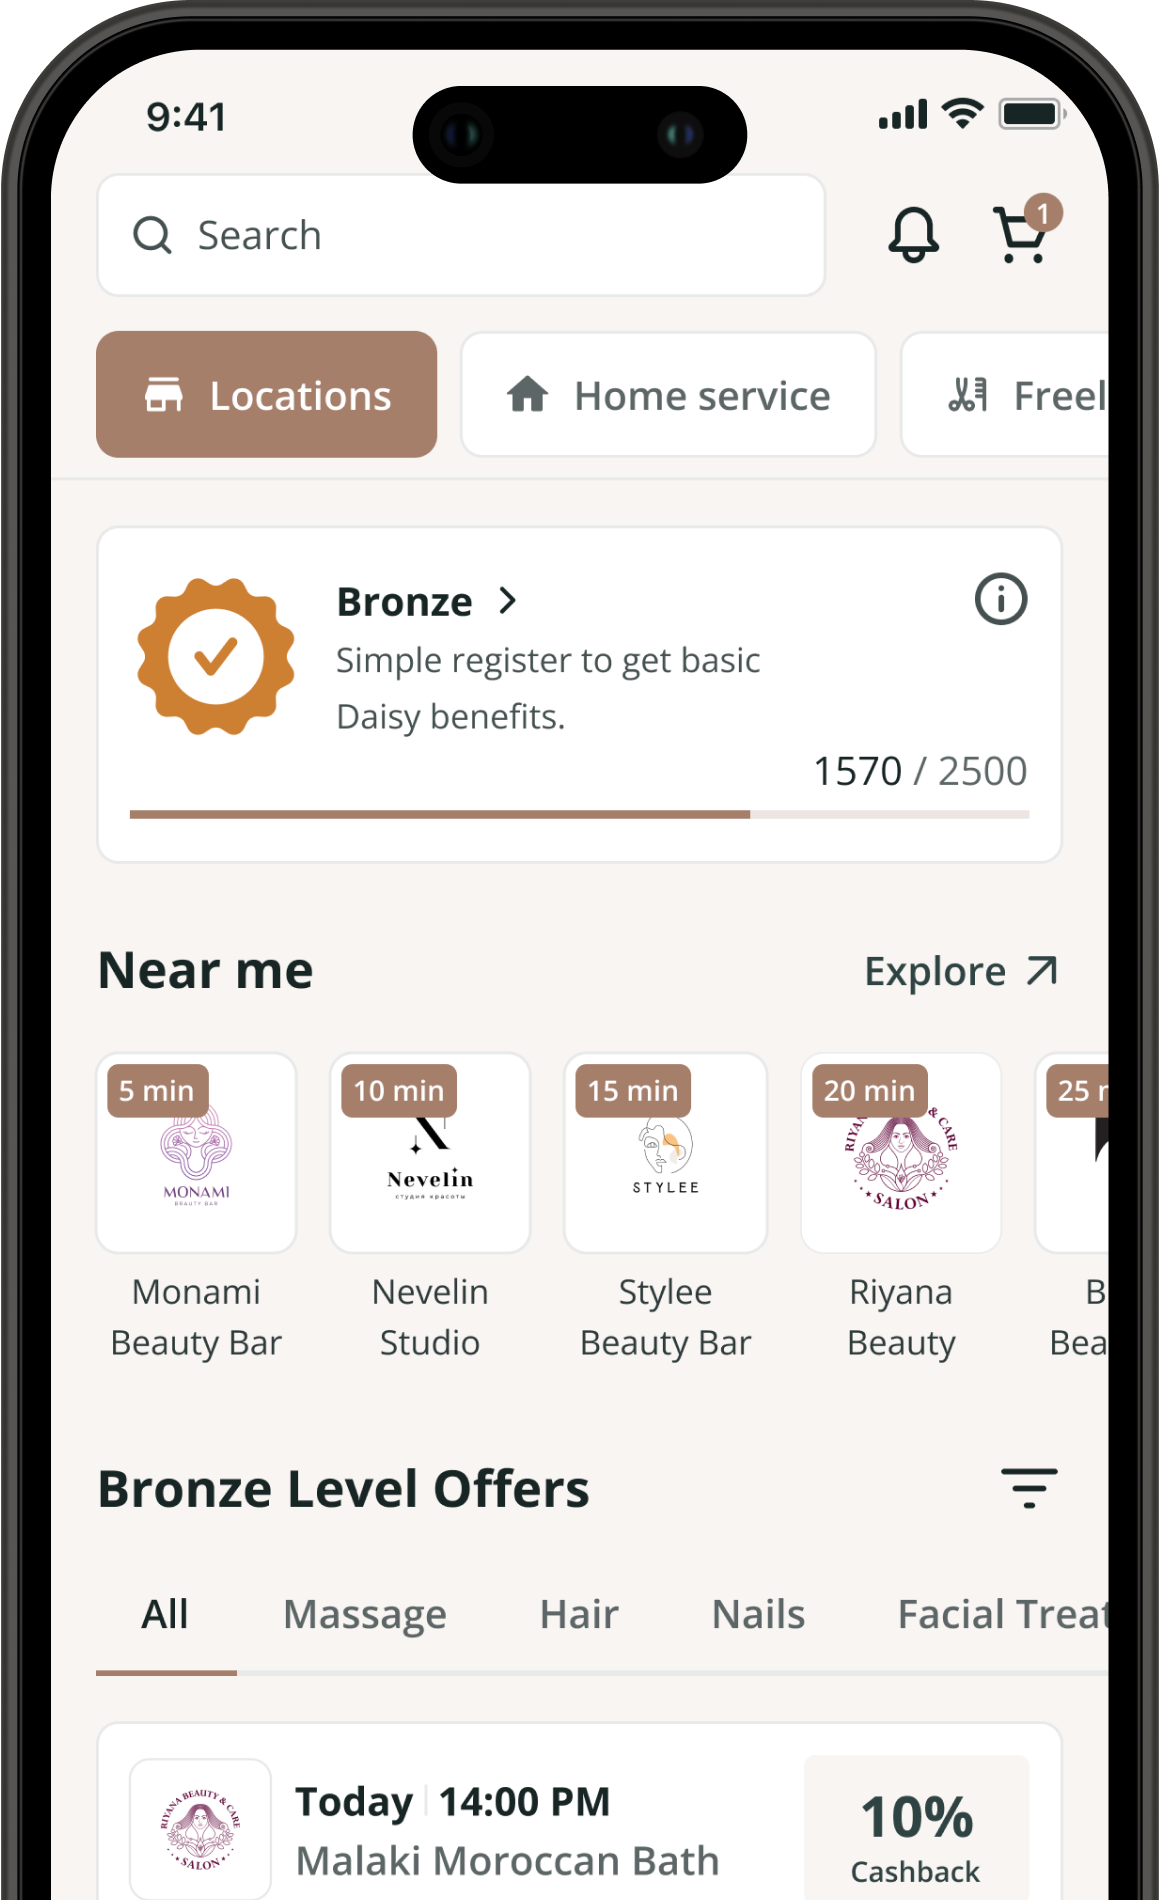 9:41
Search
1
Locations
Home service
Freel
Bronze
Simple register to get basic
Daisy benefits.
1570 / 2500
Near me
Explore
5 min
10 min
15 min
20 min
25
MONAMI
BEAUTY BAR
Nevelin
студия красоты
STYLEE
& CARE
SALON
Monami
Beauty Bar
Nevelin
Studio
Stylee
Beauty Bar
Riyana
Beauty
B
Bea
Bronze Level Offers
All
Massage
Hair
Nails
Facial Treat
RIYANA BEAUTY & CARE
SALON
Today
14:00 PM
Malaki Moroccan Bath
10%
Cashback